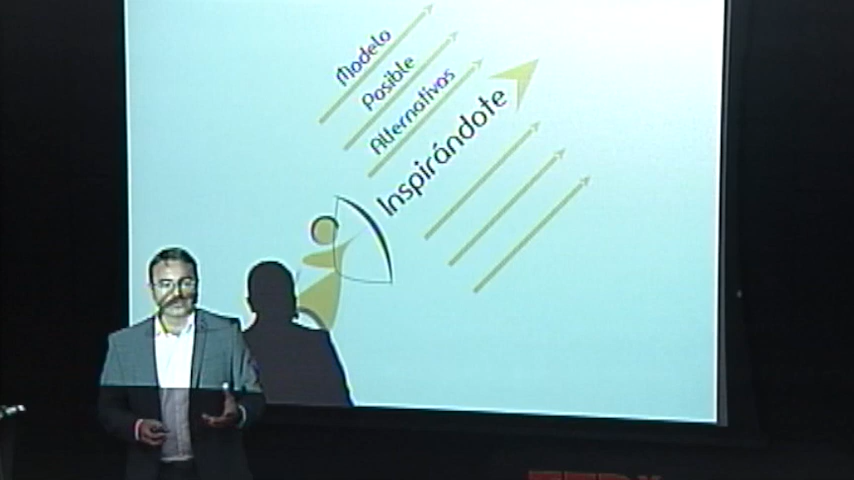 Modelo
Posible
Alternativas
Inspirándote